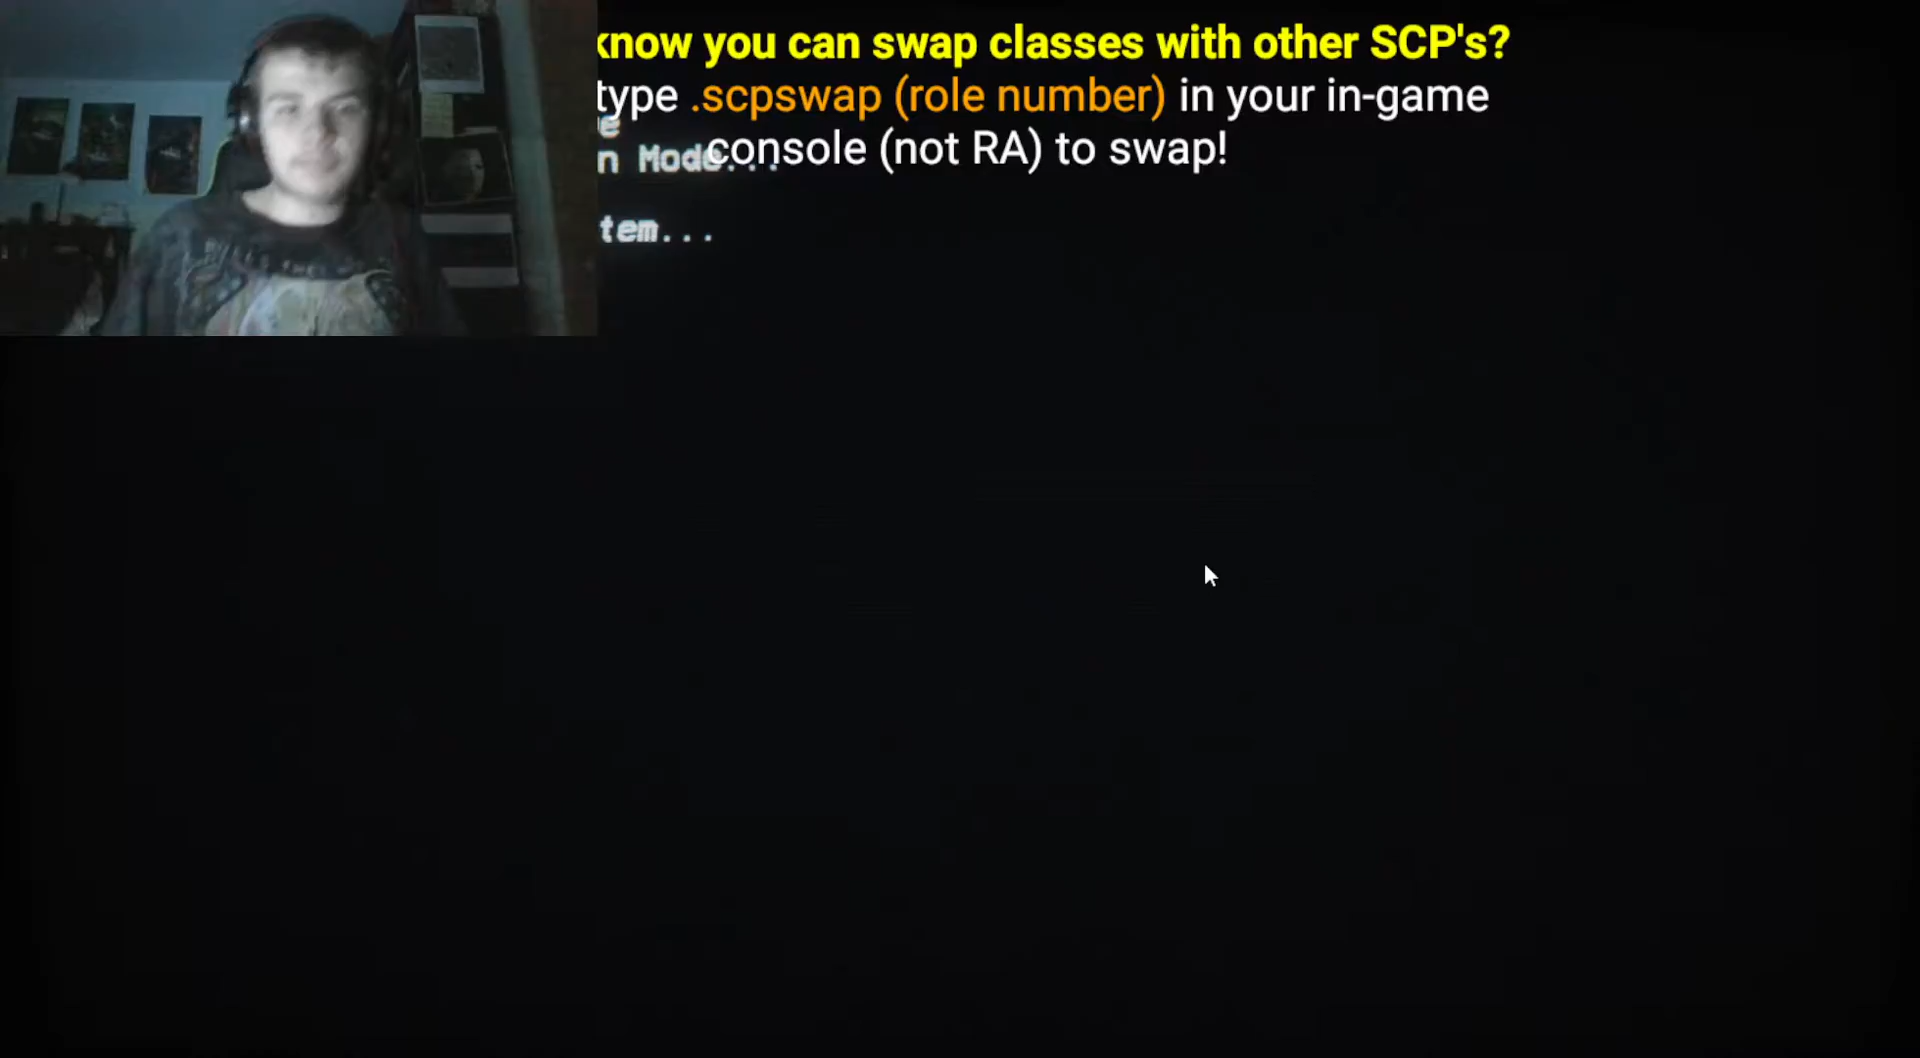 know you can swap classes with other SCP's?
type .scpswap (role number) in your in-game
console (not RA) to swap!
n Mode...
tem...